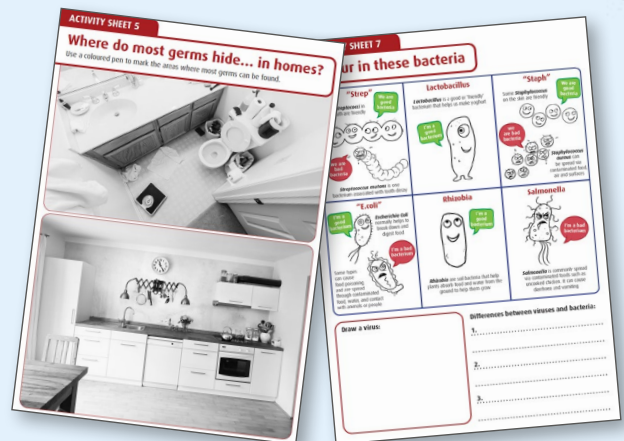 ACTIVITY SHEET 5
Where do most germs hide... in homes?
Use a coloured pen to mark the areas where most germs can be found.
SHEET 7
ur in these bacteria
"Strep"
in
are friendly
We are
good
bacteria
We
are bad
bacteria
Streptococcus mutans is one
bacterium associated with tooth decay
Lactobacillus
Lactobacillus is a good or 'friendly'
bacterium that helps us make yoghurt
I'm a
good
bacterium
"Staph"
Some Staphylococcus
on the skin are friendly
We are
good
bacteria
We
are bad
bacteria
Staphylococcus
aureus can
be spread via
contaminated food,
air and surfaces
"E.coli"
I'm a
good
bacterium
Escherichia Coli
normally helps to
break down and
digest food
I'm a bad
bacterium
Some types
can cause
food poisoning
and are spread
through contaminated
food, water, and contact
with animals or people
Rhizobia
I'm a
good
bacterium
Rhizobia are soil bacteria that help
plants absorb food and water from the
ground to help them grow
Salmonella
I'm a bad
bacterium
Salmonella is commonly spread
via contaminated foods such as
uncooked chicken. It can cause
diarrhoea and vomiting
Draw a virus:
Differences between viruses and bacteria:
1.
2.
3.